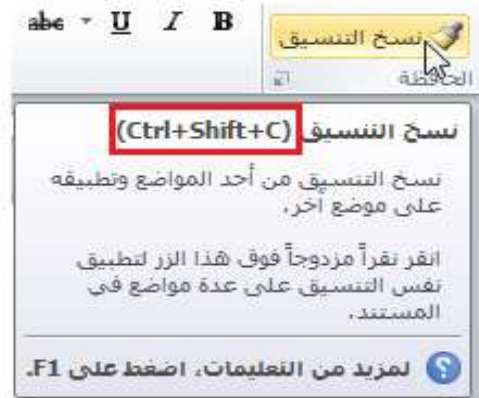 نسخ التنسيق
B I U abc
الحافظة
نسخ التنسيق (Ctrl+Shift+C)
نسخ التنسيق من أحد المواضع وتطبيقه
على موضع آخر.
انقر نقراً مزدوجاً فوق هذا الزر لتطبيق
نفس التنسيق على عدة مواضع في
المستند.
لمزيد من التعليمات، اضغط على F1.